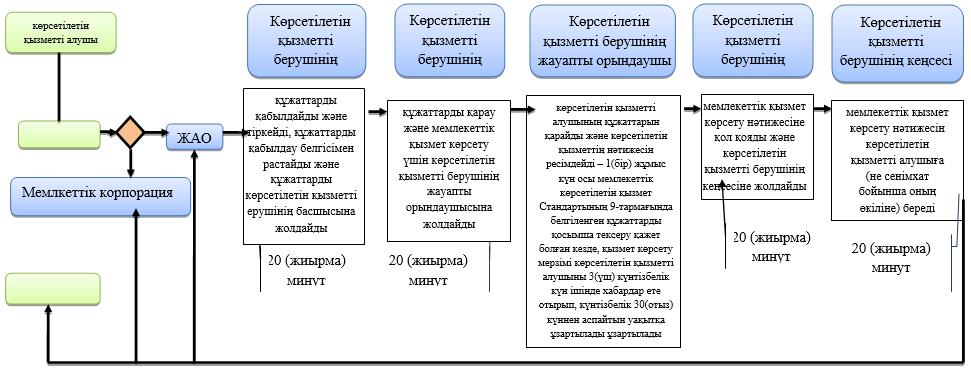 көрсетілетін
қызметті алушы
ЖАО
Мемлкеттік корпорация
Көрсетілетін
қызметті
берушінің
құжаттарды
қабылдайды және
тіркейді, құжаттарды
қабылдау белгісімен
растайды және
құжаттарды
көрсетілетін қызметті
ерушінің басшысына
жолдайды
20 (жиырма)
минут
Көрсетілетін
қызметті
берушінің
құжаттарды қарау
және мемлекеттік
қызмет көрсету
үшін көрсетілетін
қызметті берушінің
жауапты
орындаушысына
жолдайды
20 (жиырма)
минут
Көрсетілетін
қызметті берушінің
жауапты орындаушы
көрсетілетін қызметті
алушының құжаттарын
қарайды және көрсетілетін
қызметтің нәтижесін
ресімдейді – 1(бір) жұмыс
күн осы мемлекеттік
көрсетілетін қызмет
Стандартының 9-тармағында
белгіленген құжаттарды
қосымша тексеру қажет
болған кезде, қызмет көрсету
мерзімі көрсетілетін қызметті
алушыны 3(үш) күнтізбелік
күн ішінде хабардар ете
отырып, күнтізбелік 30(отыз)
күннен аспайтын уақытқа
ұзартылады ұзартылады
Көрсетілетін
қызметті
берушінің
мемлекеттік қызмет
көрсету нәтижесіне
қол қояды және
көрсетілетін
қызметті берушінің
кеңсесіне жолдайды
20 (жиырма)
минут
Көрсетілетін
қызметті
берушінің кеңсесі
мемлекеттік қызмет
көрсету нәтижесін
көрсетілетін
қызметті алушыға
(не сенімхат
бойынша оның
өкіліне) береді
20 (жиырма)
минут